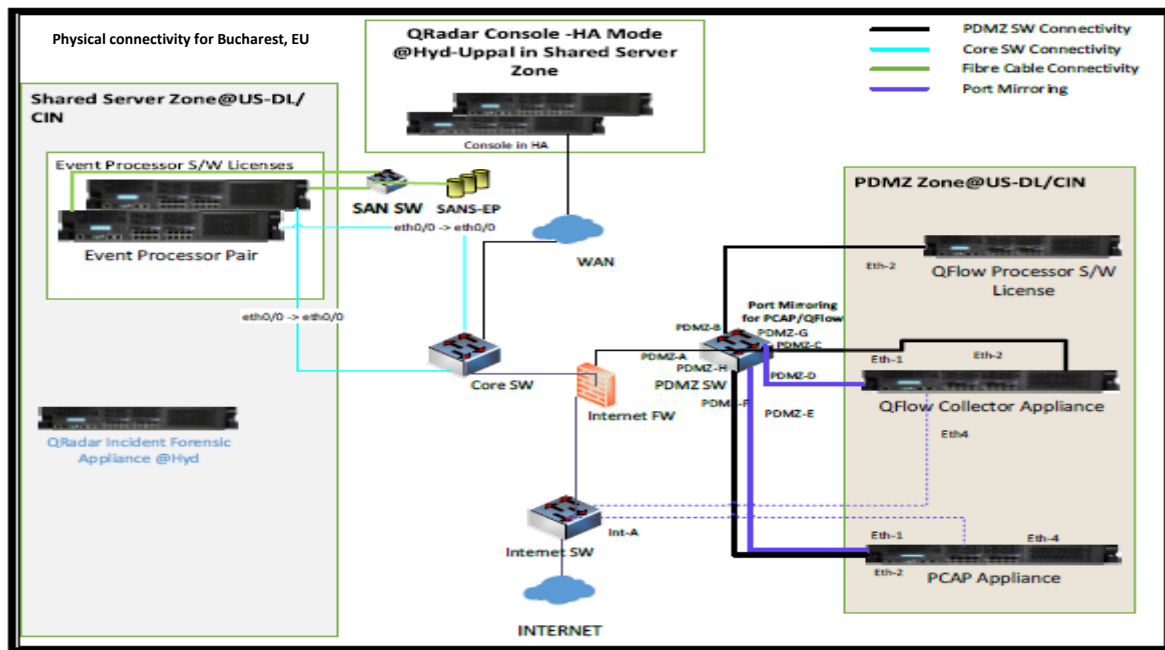 Physical connectivity for Bucharest, EU
QRadar Console -HA Mode
@Hyd-Uppal in Shared Server
Zone
Console in HA
PDMZ SW Connectivity
Core SW Connectivity
Fibre Cable Connectivity
Port Mirroring
Shared Server Zone@US-DL/
CIN
Event Processor S/W Licenses
Event Processor Pair
SAN SW
SANS-EP
eth0/0 -> eth0/0
eth0/0 -> eth0/0
WAN
PDMZ Zone@US-DL/CIN
Eth-2
QFlow Processor S/W
License
Port Mirroring
for PCAP/QFlow
PDMZ-B
PDMZ-G
PDMZ-C
PDMZ-A
PDMZ-H
PDMZ SW
PDMZ-D
PDMZ-F
PDMZ-E
Eth-1
Eth-2
QFlow Collector Appliance
Eth4
Core SW
Internet FW
QRadar Incident Forensic
Appliance @Hyd
Int-A
Internet SW
INTERNET
Eth-1
Eth-4
Eth-2
PCAP Appliance